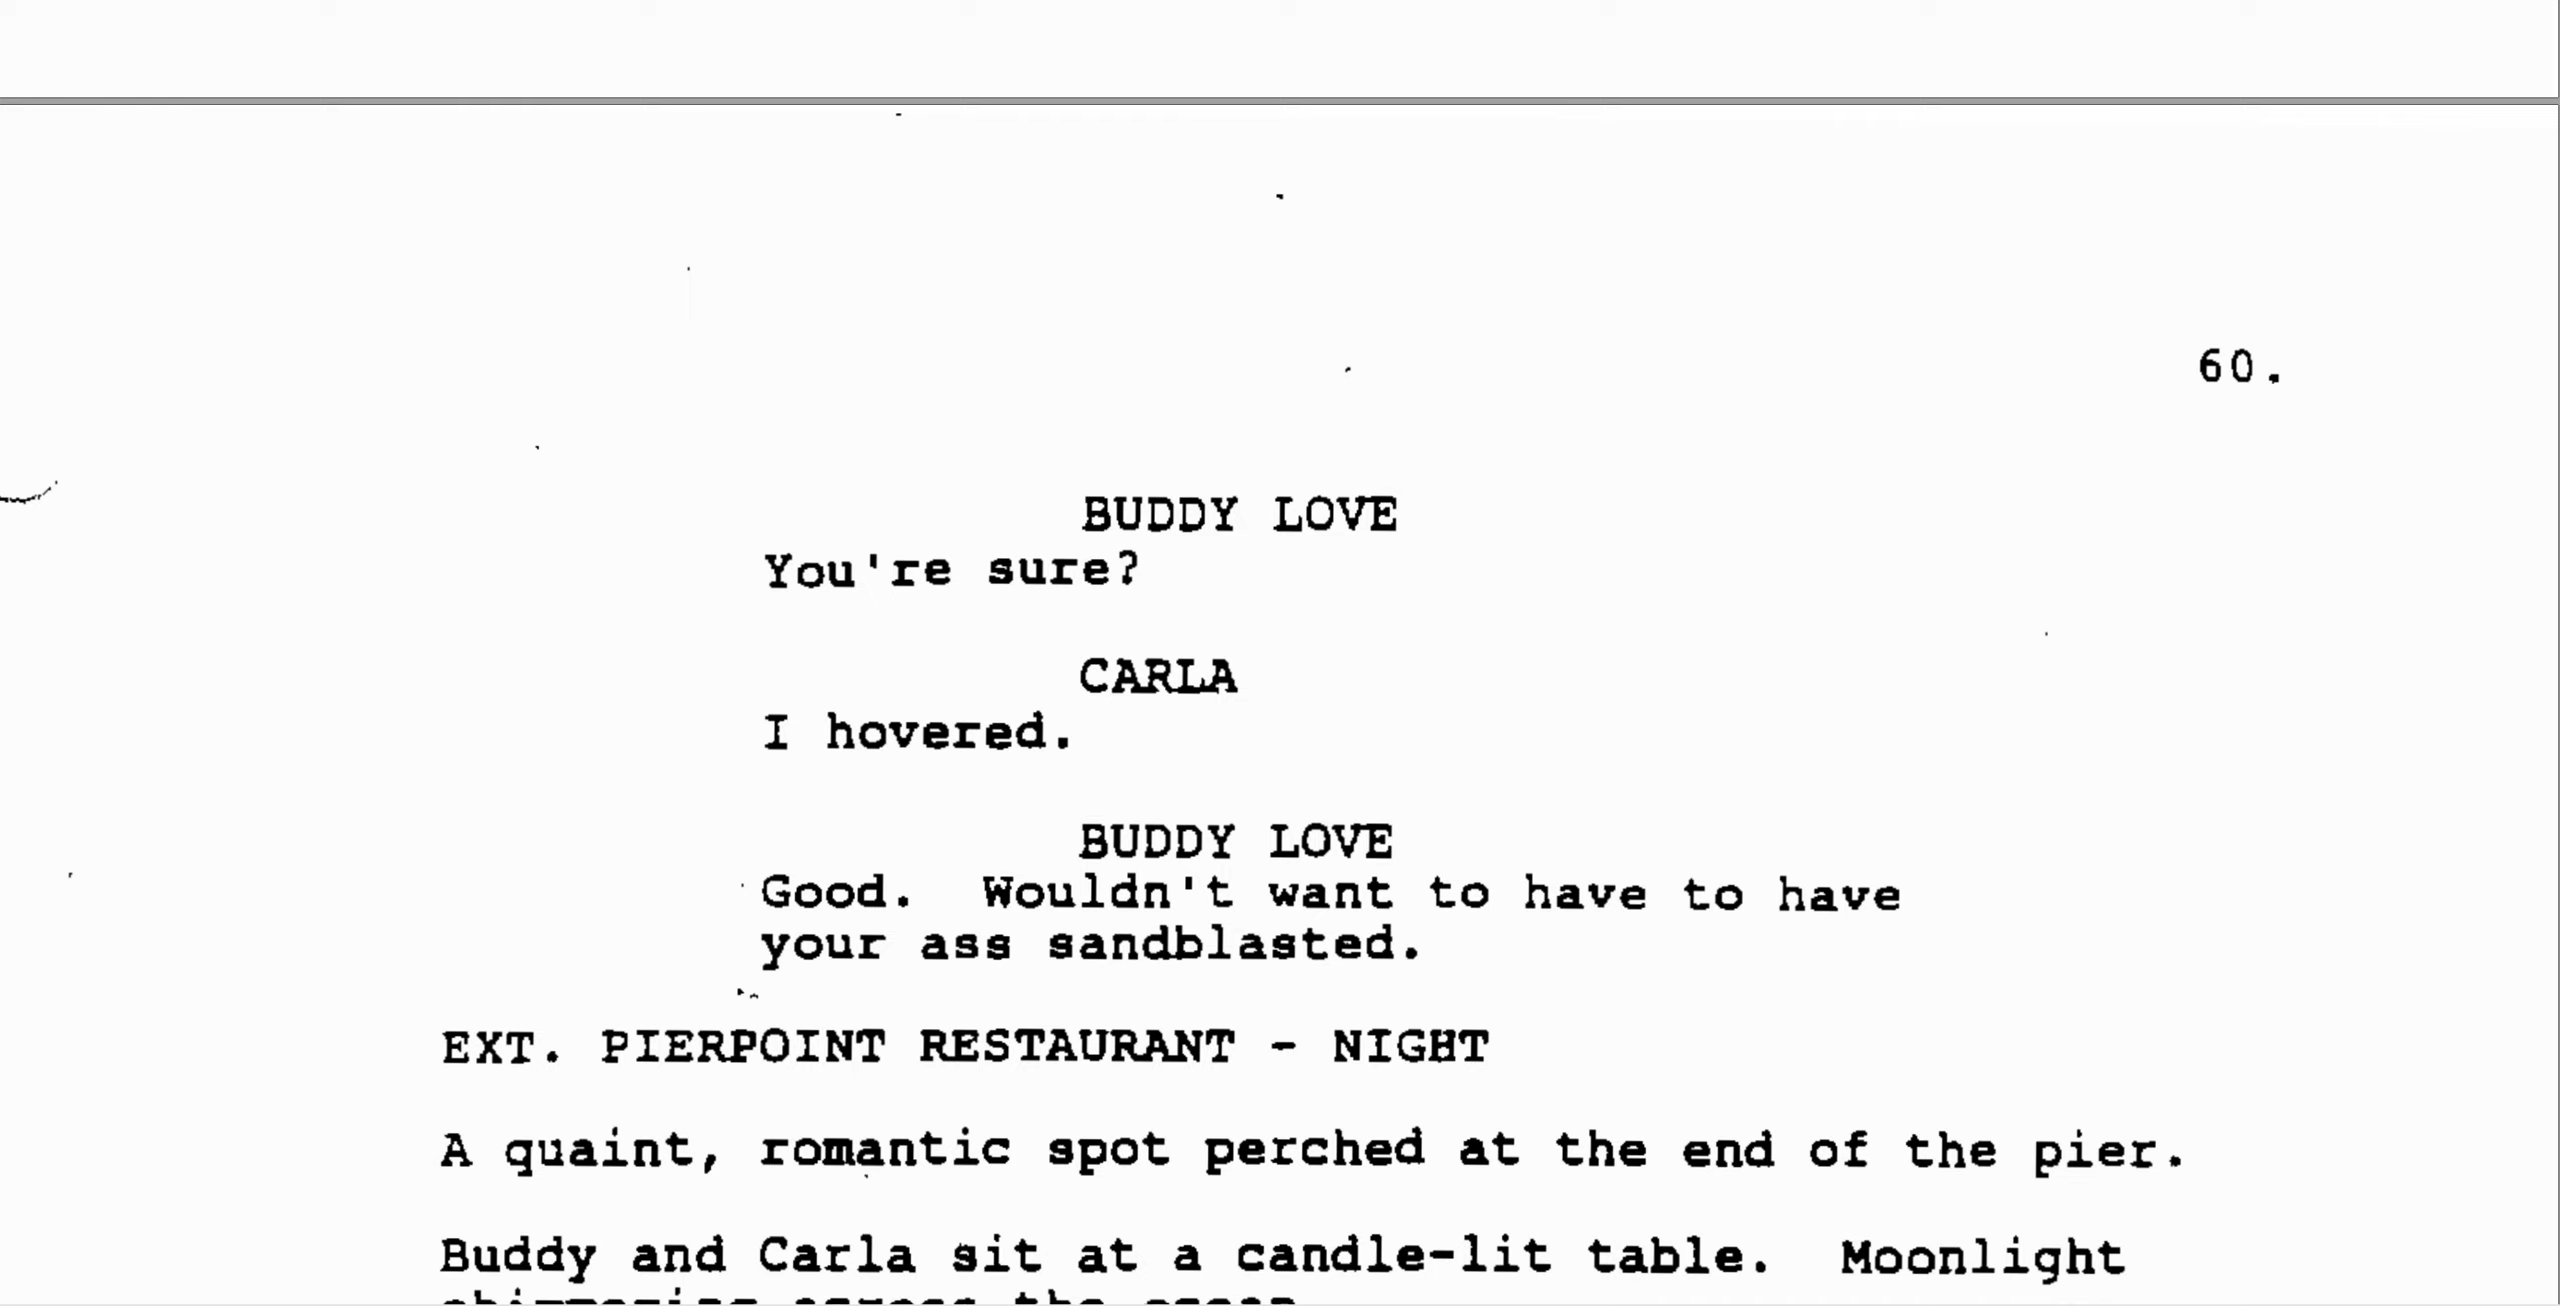 60.
BUDDY LOVE
You're sure?
CARLA
I hovered.
BUDDY LOVE
Good. Wouldn't want to have to have
your ass sandblasted.
EXT. PIERPOINT RESTAURANT - NIGHT
A quaint, romantic spot perched at the end of the pier.
Buddy and Carla sit at a candle-lit table. Moonlight
across the